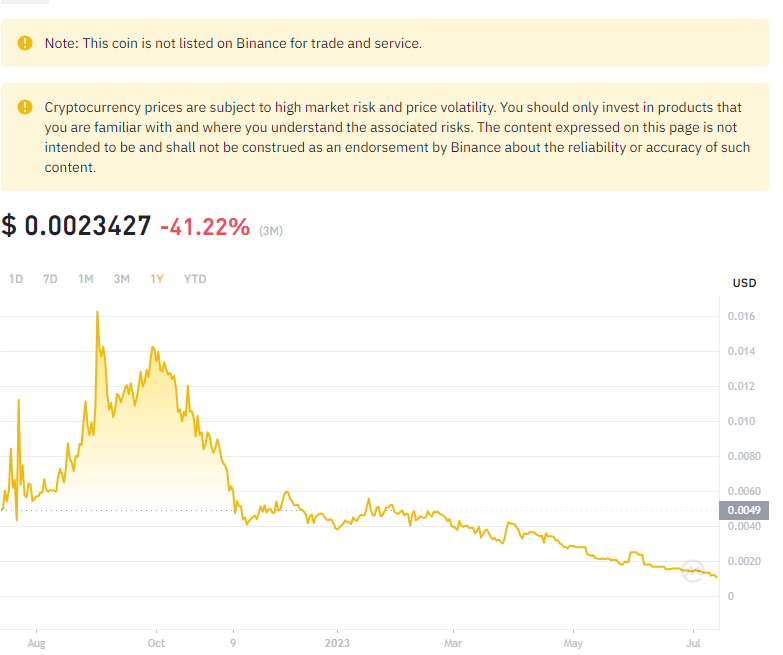 Note: This coin is not listed on Binance for trade and service.
Cryptocurrency prices are subject to high market risk and price volatility. You should only invest in products that
you are familiar with and where you understand the associated risks. The content expressed on this page is not
intended to be and shall not be construed as an endorsement by Binance about the reliability or accuracy of such
content.
$ 0.0023427 -41.22% (3M)
1D 7D 1M 3M 1Y YTD
USD
0.016
0.014
0.012
0.010
0.0080
0.0060
0.0049
0.0040
0.0020
0
Aug Oct 9 2023 Mar May Jul